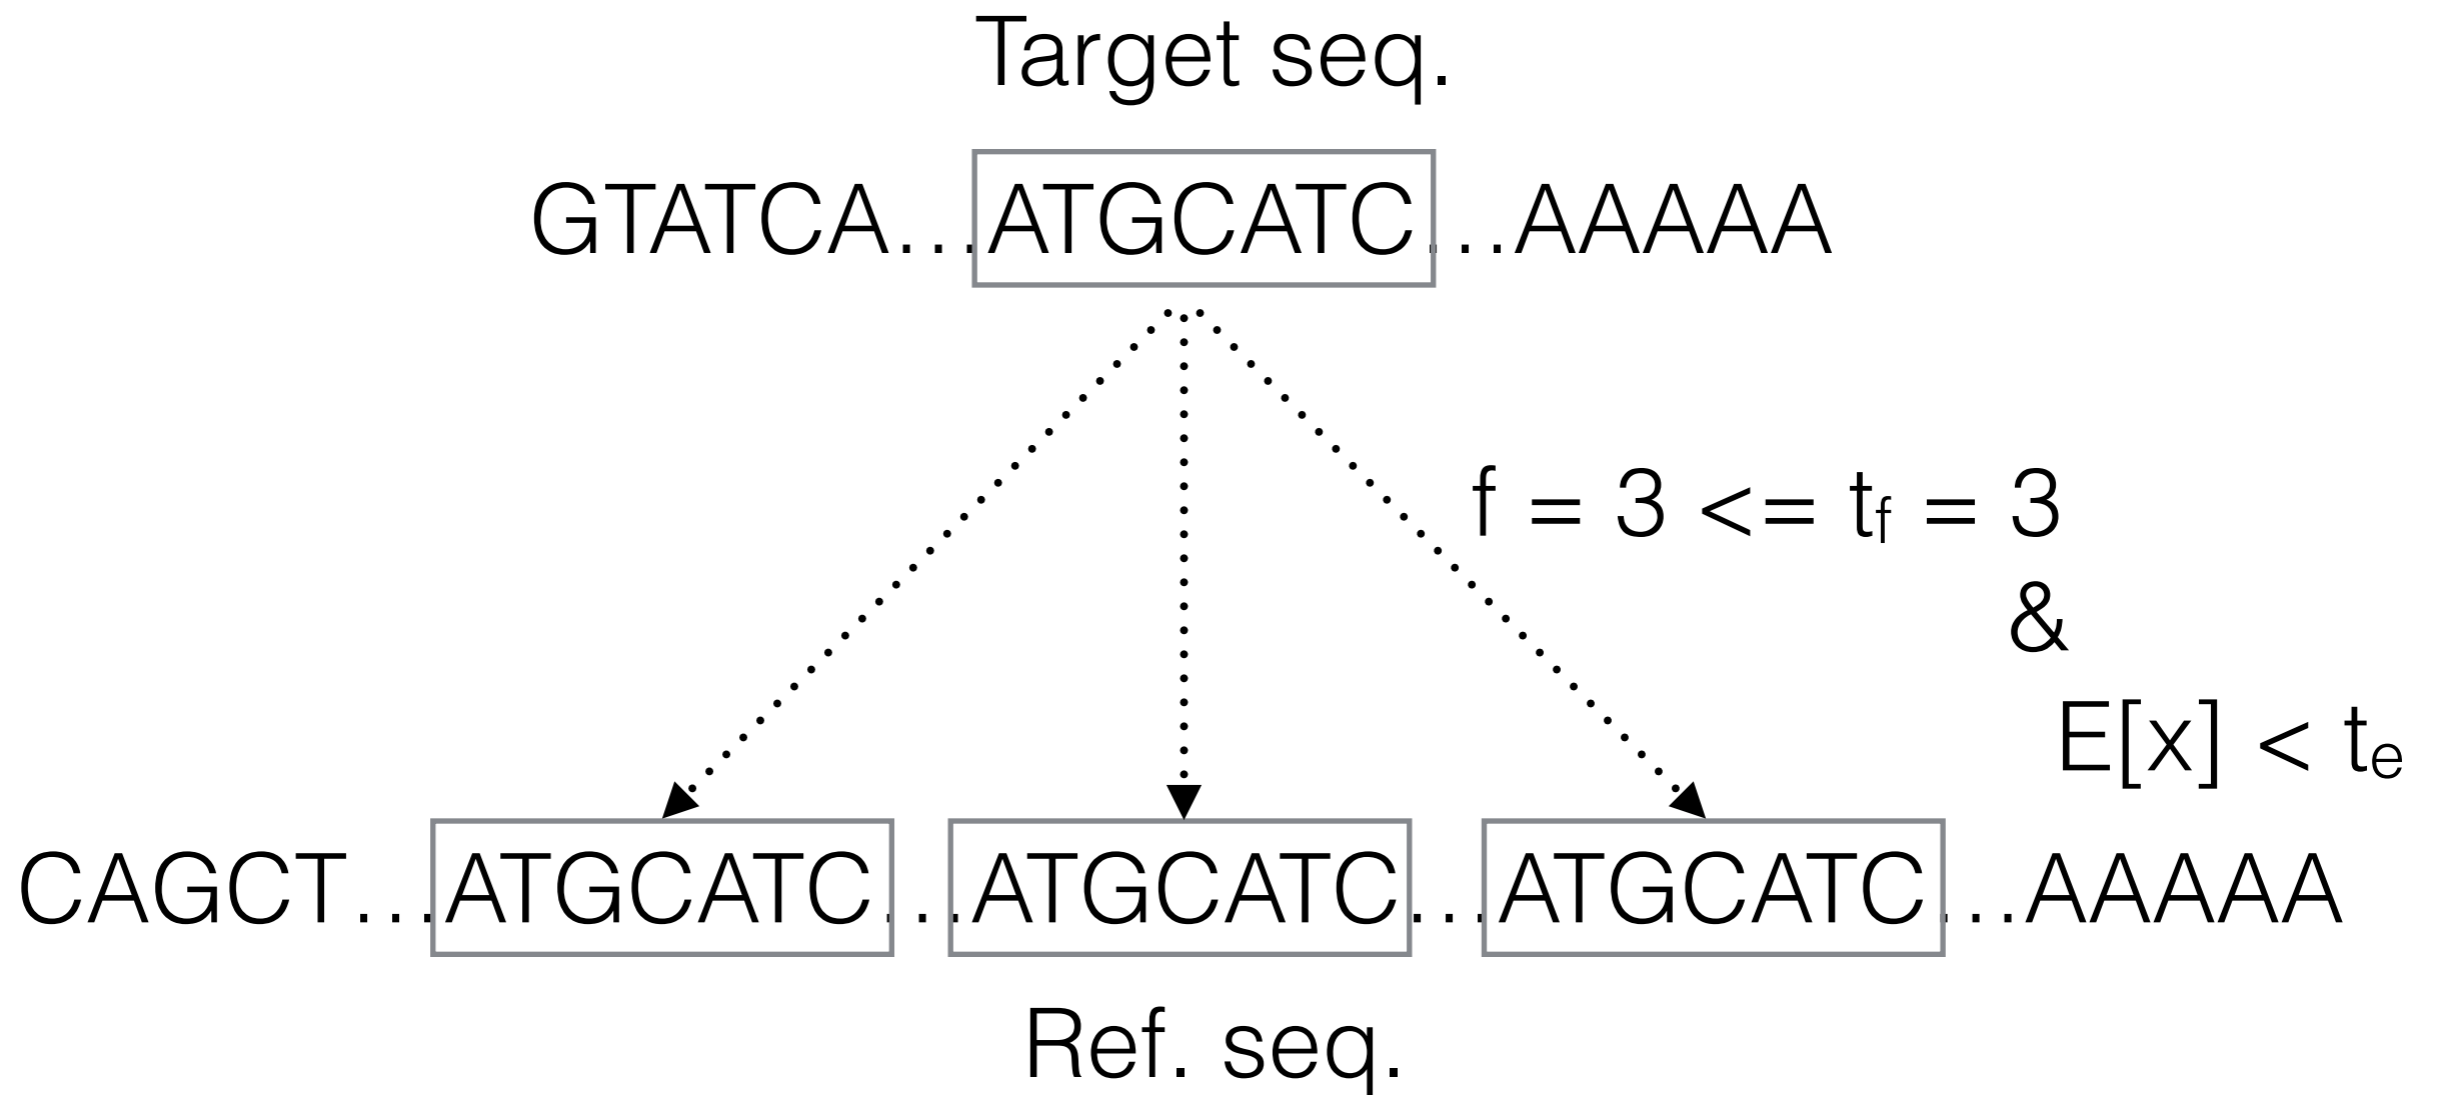 Target seq.
GTATCA...ATGCATC...AAAAA
f = 3 <= tf = 3
&
E[x] < te
CAGCT...ATGCATC...ATGCATC...ATGCATC...AAAAA
Ref. seq.